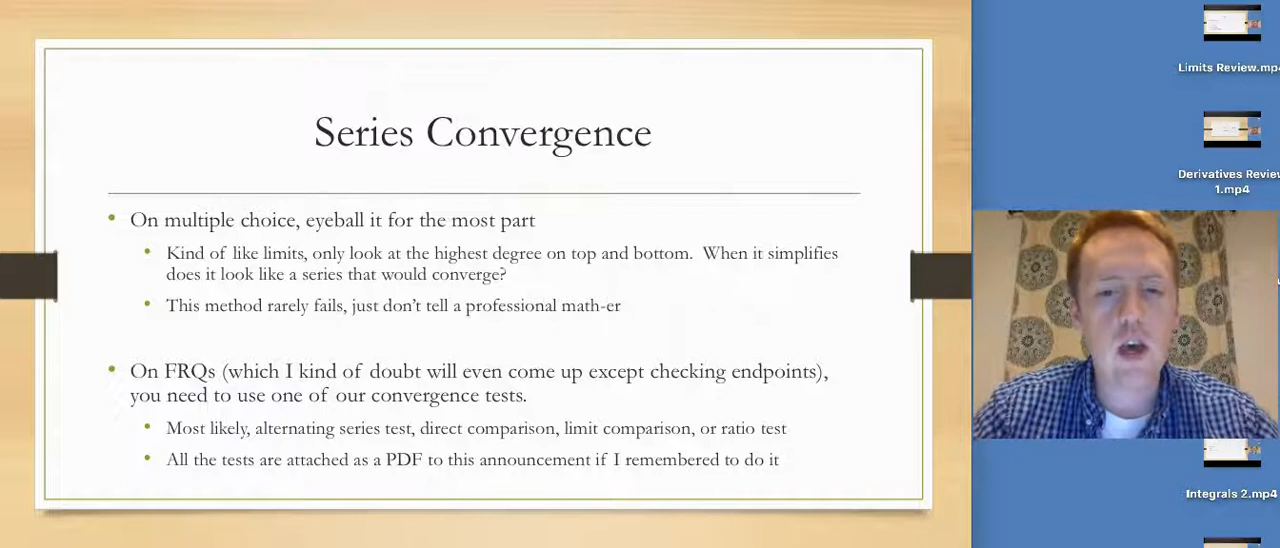 Series Convergence
On multiple choice, eyeball it for the most part
Kind of like limits, only look at the highest degree on top and bottom. When it simplifies
does it look like a series that would converge?
This method rarely fails, just don't tell a professional math-er
On FRQs (which I kind of doubt will even come up except checking endpoints),
you need to use one of our convergence tests.
Most likely, alternating series test, direct comparison, limit comparison, or ratio test
All the tests are attached as a PDF to this announcement if I remembered to do it
Limits Review.mp4
Derivatives Review
1.mp4
Integrals 2.mp4